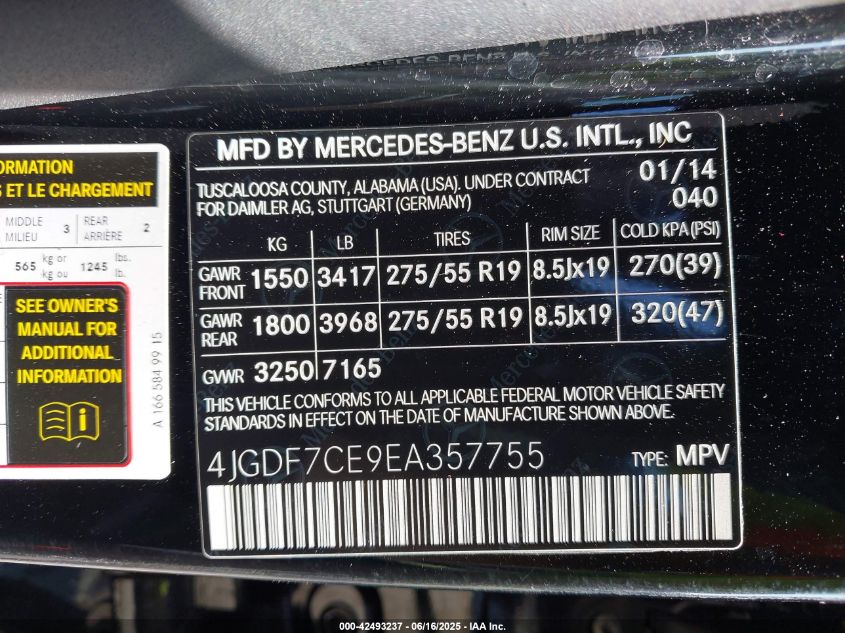 MFD BY MERCEDES-BENZ U.S. INTL., INC
TUSCALOOSA COUNTY, ALABAMA (USA). UNDER CONTRACT
FOR DAIMLER AG, STUTTGART (GERMANY)
01/14
040
KG LB TIRES RIM SIZE COLD KPA (PSI)
GAWR FRONT 1550 3417 275/55 R19 8.5Jx19 270(39)
GAWR REAR 1800 3968 275/55 R19 8.5Jx19 320(47)
GVWR 3250 7165
THIS VEHICLE CONFORMS TO ALL APPLICABLE FEDERAL MOTOR VEHICLE SAFETY
STANDARDS IN EFFECT ON THE DATE OF MANUFACTURE SHOWN ABOVE.
4JGDF7CE9EA357755 TYPE: MPV
ET LE CHARGEMENT
MIDDLE 3 REAR 2
MILIEU ARRIÈRE
565 kg or 1245 lbs.
kg ou lb.
SEE OWNER'S
MANUAL FOR
ADDITIONAL
INFORMATION
A 166 584 99 15
000-42493237 - 06/16/2025 - IAA Inc.